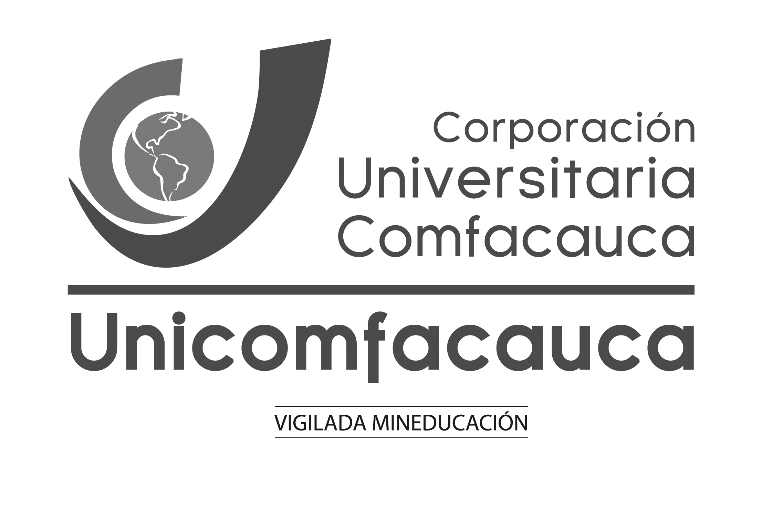 Corporación
Universitaria
Comfacauca
Unicomfacauca
VIGILADA MINEDUCACIÓN